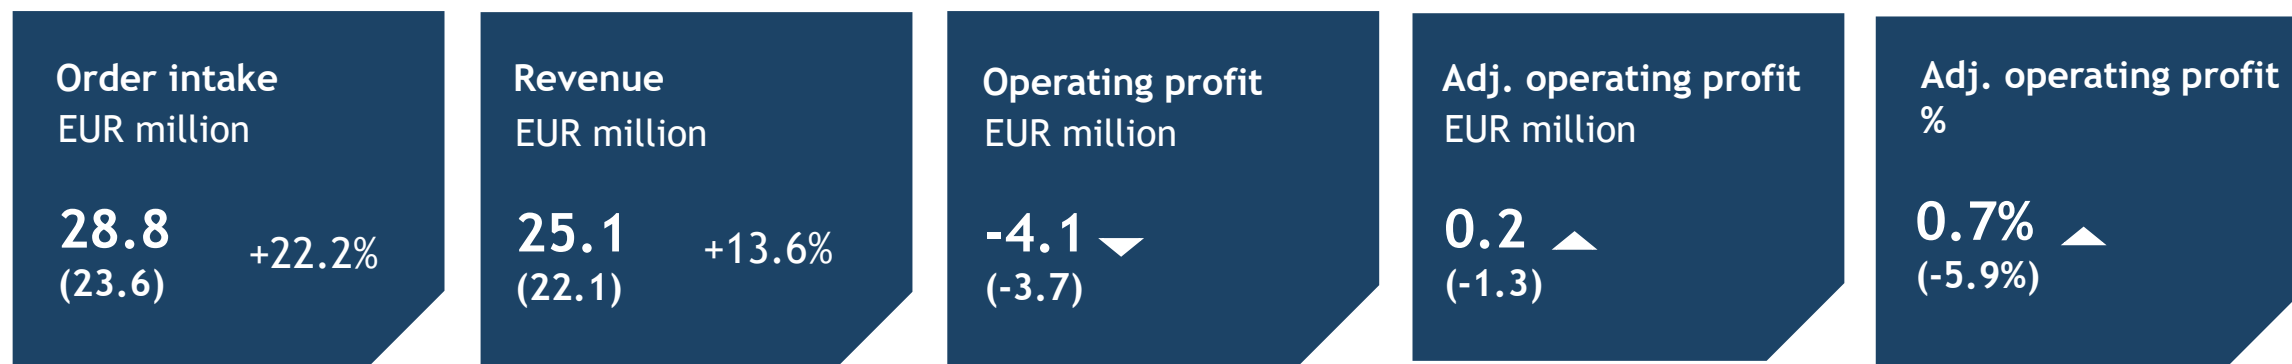 Order intake
EUR million
28.8
+22.2%
(23.6)
Revenue
EUR million
25.1
+13.6%
(22.1)
Operating profit
EUR million
-4.1
(-3.7)
Adj. operating profit
EUR million
0.2
(-1.3)
Adj. operating profit
%
0.7%
(-5.9%)